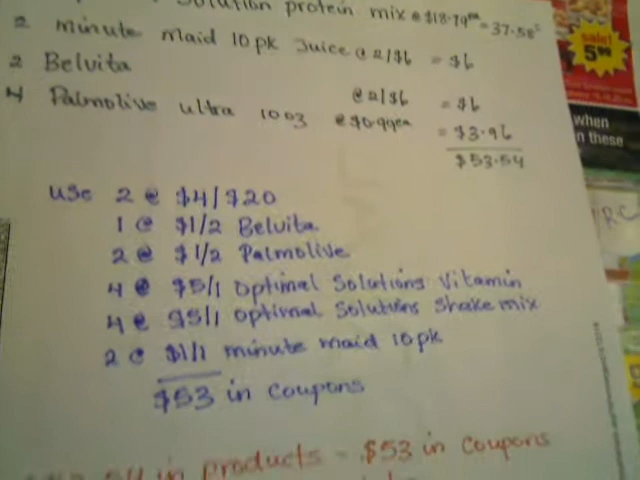 Solution protein mix @ $18.79ea = 37.58
2 minute maid 10pk Juice @ 2/$6 = $6
2 Belvita @ 2/$6 = $6
4 Palmolive ultra 10oz @ $0.99ea = $3.96
$53.54
use 2 @ $4/$20
1 @ $1/2 Belvita
2 @ $1/2 Palmolive
4 @ $5/1 Optimal Solutions Vitamin
4 @ $5/1 Optimal Solutions Shake mix
2 @ $1/1 minute maid 10pk
$53 in coupons
in products - $53 in coupons
sale!
5.99
when
n these
RC